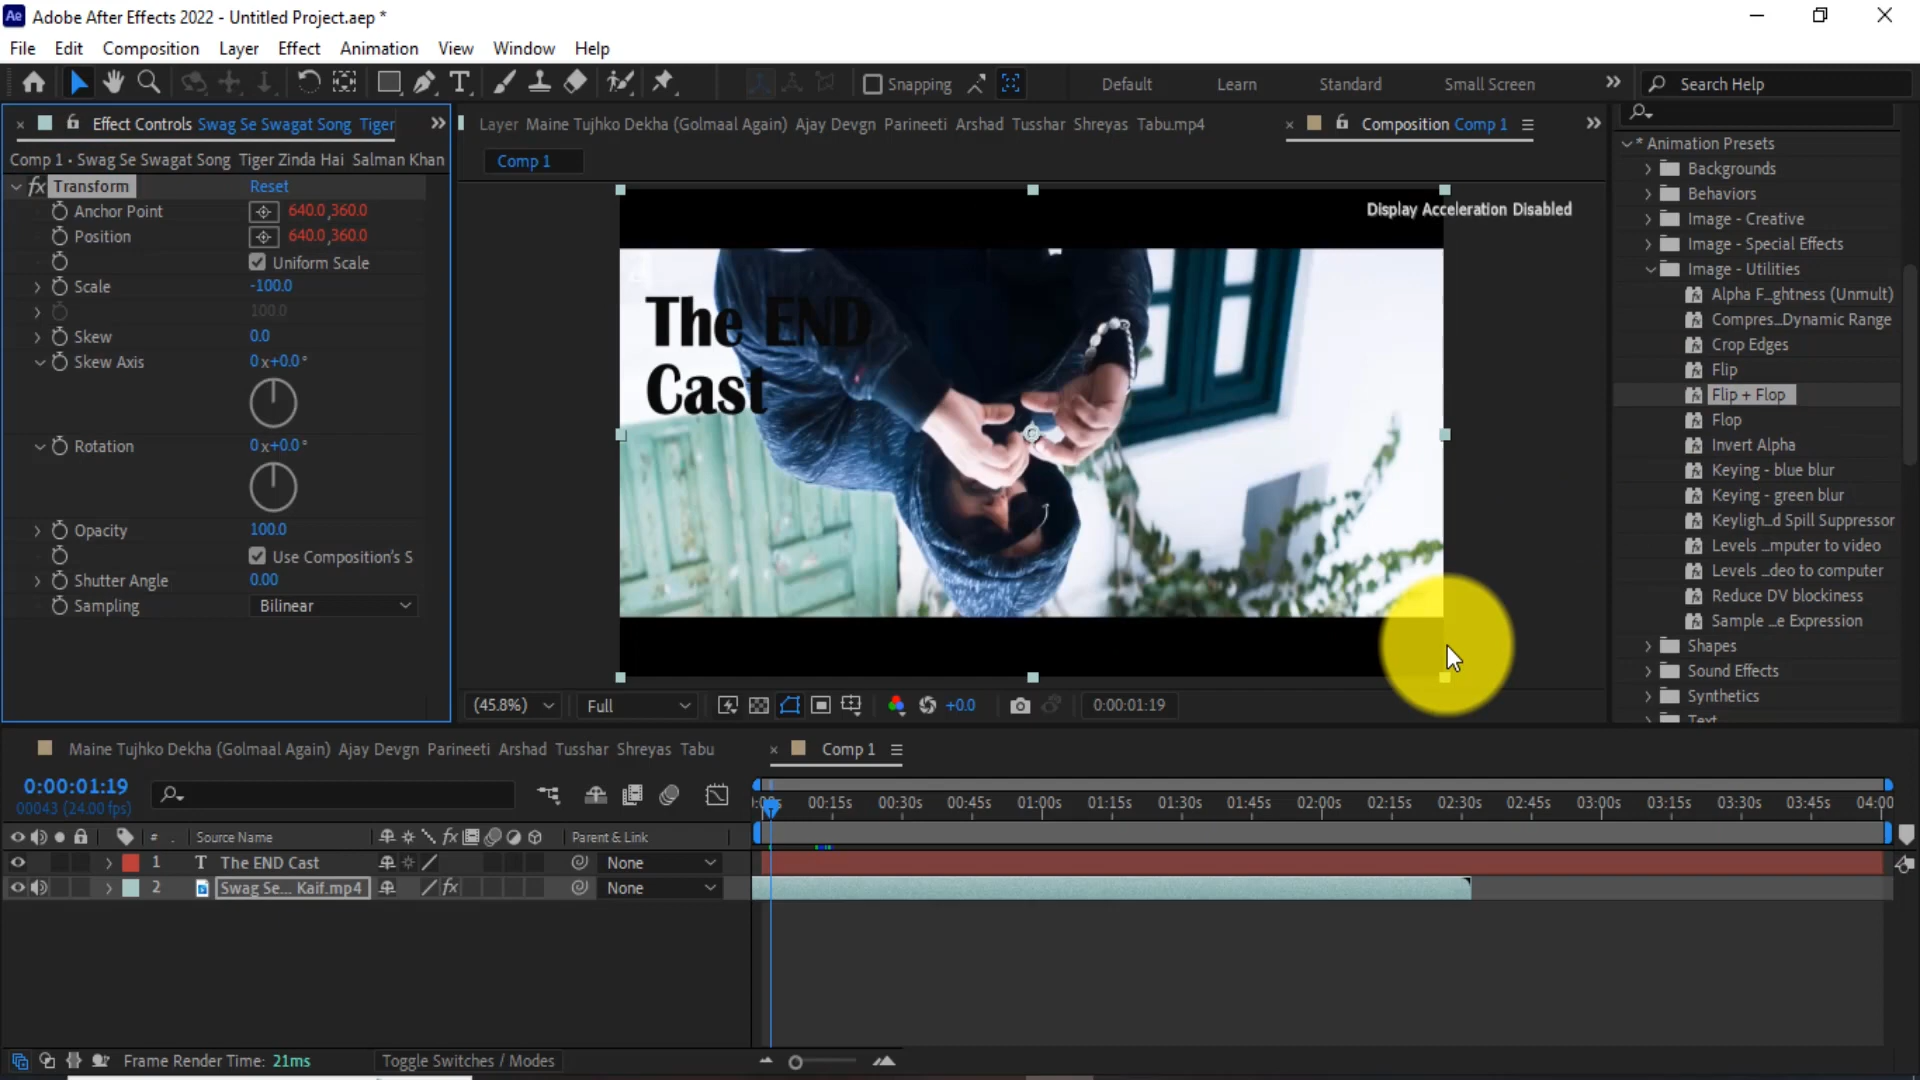 Ae Adobe After Effects 2022 - Untitled Project.aep *
File Edit Composition Layer Effect Animation View Window Help
Snapping Default Learn Standard Small Screen Search Help
Effect Controls Swag Se Swagat Song Tiger
Layer Maine Tujhko Dekha (Golmaal Again) Ajay Devgn Parineeti Arshad Tusshar Shreyas Tabu.mp4
Composition Comp 1
Comp 1 • Swag Se Swagat Song Tiger Zinda Hai Salman Khan
Comp 1
fx Transform Reset
Anchor Point 640.0,360.0
Position 640.0,360.0
Uniform Scale
Scale -100.0
100.0
Skew 0.0
Skew Axis 0x+0.0°
Rotation 0x+0.0°
Opacity 100.0
Use Composition's S
Shutter Angle 0.00
Sampling Bilinear
Display Acceleration Disabled
The END
Cast
(45.8%) Full +0.0 0:00:01:19
* Animation Presets
Backgrounds
Behaviors
Image - Creative
Image - Special Effects
Image - Utilities
Alpha F...ghtness (Unmult)
Compres...Dynamic Range
Crop Edges
Flip
Flip + Flop
Flop
Invert Alpha
Keying - blue blur
Keying - green blur
Keyligh...d Spill Suppressor
Levels ...mputer to video
Levels ...deo to computer
Reduce DV blockiness
Sample ...e Expression
Shapes
Sound Effects
Synthetics
Text
Maine Tujhko Dekha (Golmaal Again) Ajay Devgn Parineeti Arshad Tusshar Shreyas Tabu
Comp 1
0:00:01:19
00043 (24.00 fps)
00:15s 00:30s 00:45s 01:00s 01:15s 01:30s 01:45s 02:00s 02:15s 02:30s 02:45s 03:00s 03:15s 03:30s 03:45s 04:00
# Source Name fx Parent & Link
1 T The END Cast None
2 Swag Se... Kaif.mp4 fx None
Frame Render Time: 21ms Toggle Switches / Modes